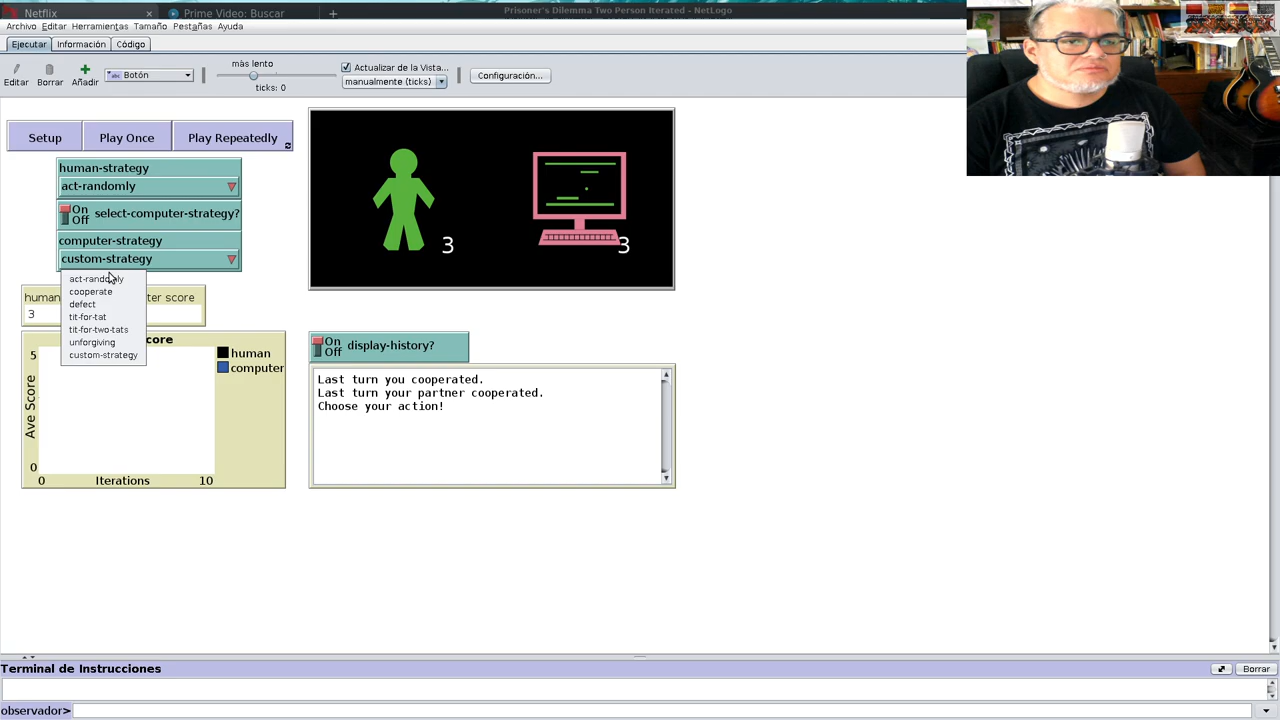 Netflix
×
Prime Video: Buscar
+
Prisoner's Dilemma Two Person Iterated - NetLogo
Archivo Editar Herramientas Tamaño Pestañas Ayuda
Ejecutar Información Código
Editar Borrar Añadir
Botón
más lento
ticks: 0
Actualizar de la Vista...
manualmente (ticks)
Configuración...
Setup
Play Once
Play Repeatedly
human-strategy
act-randomly
On
Off
select-computer-strategy?
computer-strategy
custom-strategy
act-randomly
cooperate
defect
tit-for-tat
tit-for-two-tats
unforgiving
custom-strategy
human
ter score
3
core
5
Ave Score
0
0
Iterations
10
human
computer
3
3
On
Off
display-history?
Last turn you cooperated.
Last turn your partner cooperated.
Choose your action!
Terminal de Instrucciones
Borrar
observador>